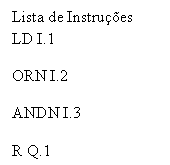 Lista de Instruções
LD I.1
ORN I.2
ANDN I.3
R Q.1